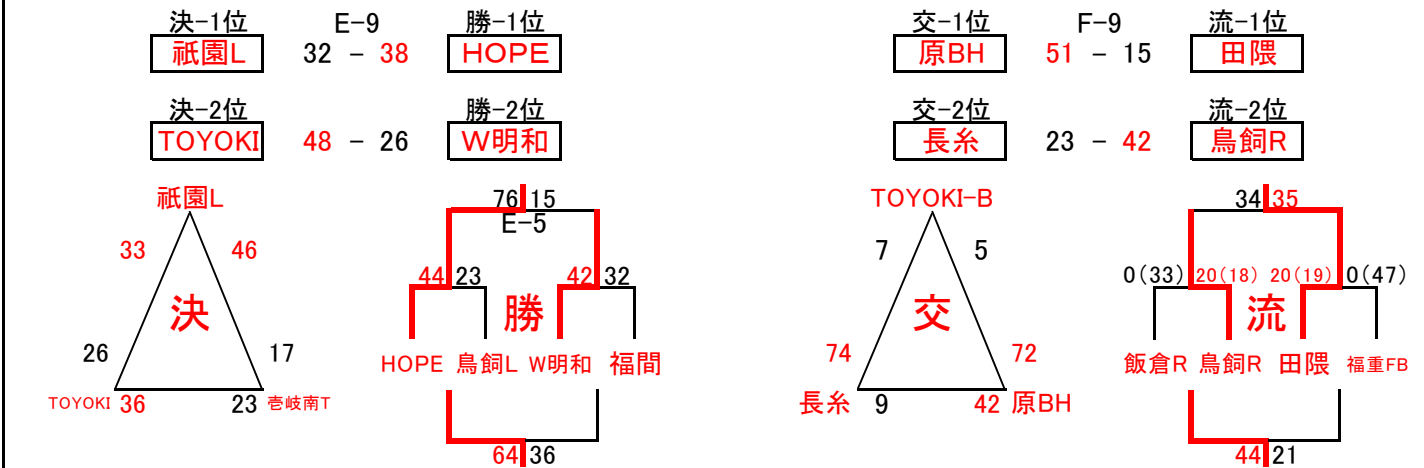 決-1位 E-9 勝-1位 交-1位 F-9 流-1位
祇園L 32 - 38 HOPE 原BH 51 - 15 田隈
決-2位 勝-2位 交-2位 流-2位
TOYOKI 48 - 26 W明和 長糸 23 - 42 鳥飼R
祇園L 76 15 TOYOKI-B 34 35
E-5
33 46 7 5
44 23 42 32 0(33) 20(18) 20(19) 0(47)
決 勝 交 流
26 17 74 72
HOPE 鳥飼L W明和 福間 飯倉R 鳥飼R 田隈 福重FB
TOYOKI 36 23 壱岐南T 長糸 9 42 原BH
64 36 44 21